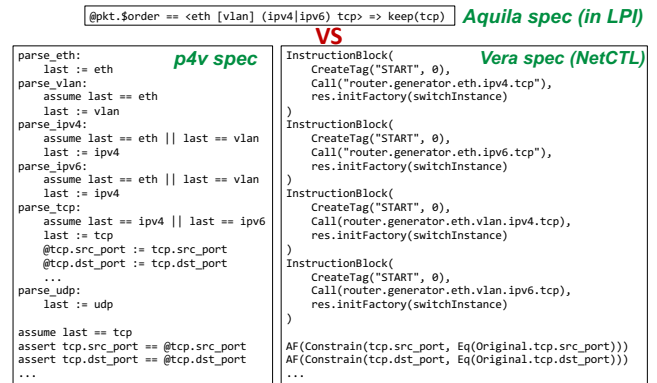 @pkt.$order == <eth [vlan] (ipv4|ipv6) tcp> => keep(tcp)
Aquila spec (in LPI)
VS
p4v spec
parse_eth:
    last := eth
parse_vlan:
    assume last == eth
    last := vlan
parse_ipv4:
    assume last == eth || last == vlan
    last := ipv4
parse_ipv6:
    assume last == eth || last == vlan
    last := ipv4
parse_tcp:
    assume last == ipv4 || last == ipv6
    last := tcp
    @tcp.src_port := tcp.src_port
    @tcp.dst_port := tcp.dst_port
    ...
parse_udp:
    last := udp
assume last == tcp
assert tcp.src_port == @tcp.src_port
assert tcp.dst_port == @tcp.dst_port
...
Vera spec (NetCTL)
InstructionBlock(
    CreateTag("START", 0),
    Call("router.generator.eth.ipv4.tcp"),
    res.initFactory(switchInstance)
)
InstructionBlock(
    CreateTag("START", 0),
    Call("router.generator.eth.ipv6.tcp"),
    res.initFactory(switchInstance)
)
InstructionBlock(
    CreateTag("START", 0),
    Call(router.generator.eth.vlan.ipv4.tcp),
    res.initFactory(switchInstance)
)
InstructionBlock(
    CreateTag("START", 0),
    Call(router.generator.eth.vlan.ipv6.tcp),
    res.initFactory(switchInstance)
)
AF(Constrain(tcp.src_port, Eq(Original.tcp.src_port)))
AF(Constrain(tcp.dst_port, Eq(Original.tcp.dst_port)))
...